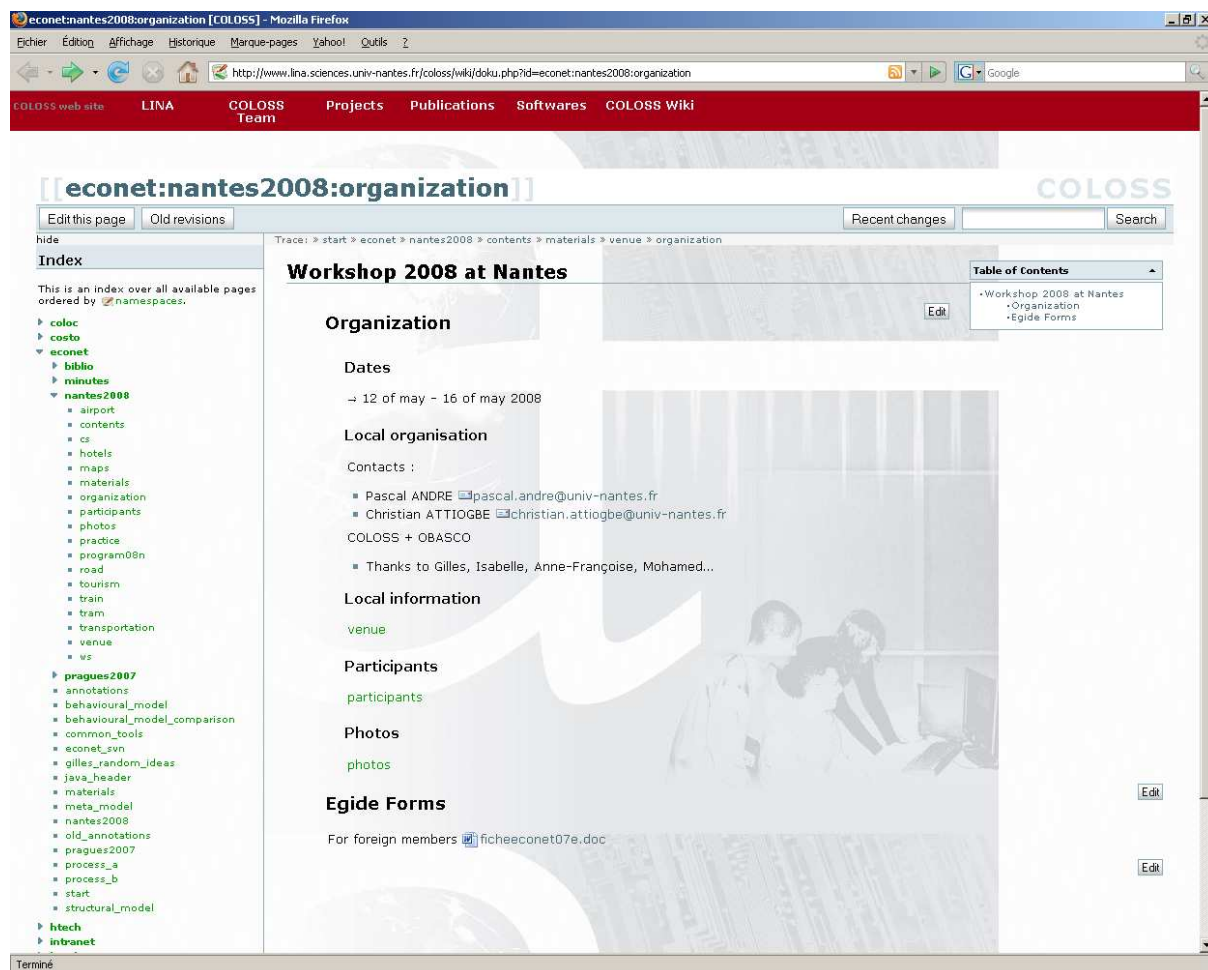 econet:nantes2008:organization [COLOSS] - Mozilla Firefox
Fichier Édition Affichage Historique Marque-pages Yahoo! Outils ?
http://www.lina.sciences.univ-nantes.fr/coloss/wiki/doku.php?id=econet:nantes2008:organization
Google
COLOSS web site LINA COLOSS Team Projects Publications Softwares COLOSS Wiki
[[econet:nantes2008:organization]]
COLOSS
Edit this page Old revisions Recent changes Search
hide
Trace: » start » econet » nantes2008 » contents » materials » venue » organization
Index
This is an index over all available pages
ordered by namespaces.
coloc
costo
econet
biblio
minutes
nantes2008
airport
contents
cs
hotels
maps
materials
organization
participants
photos
practice
program08n
road
tourism
train
tram
transportation
venue
ws
pragues2007
annotations
behavioural_model
behavioural_model_comparison
common_tools
econet_svn
gilles_random_ideas
java_header
materials
meta_model
nantes2008
old_annotations
pragues2007
process_a
process_b
start
structural_model
htech
intranet
Workshop 2008 at Nantes
Table of Contents
Workshop 2008 at Nantes
Organization
Egide Forms
Edit
Organization
Dates
→ 12 of may - 16 of may 2008
Local organisation
Contacts :
Pascal ANDRE pascal.andre@univ-nantes.fr
Christian ATTIOGBE christian.attiogbe@univ-nantes.fr
COLOSS + OBASCO
Thanks to Gilles, Isabelle, Anne-Françoise, Mohamed...
Local information
venue
Participants
participants
Photos
photos
Edit
Egide Forms
For foreign members ficheeconet07e.doc
Edit
Terminé